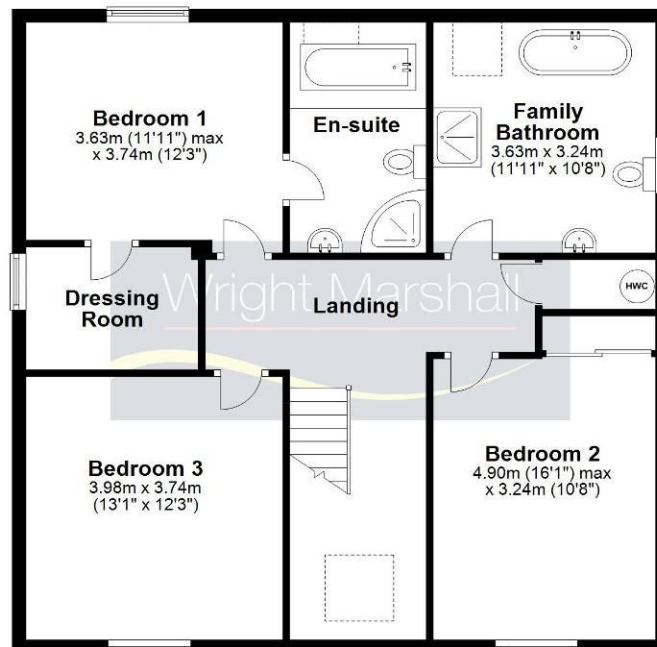 Bedroom 1
3.63m (11'11") max
x 3.74m (12'3")
En-suite
Family
Bathroom
3.63m x 3.24m
(11'11" x 10'8")
Dressing
Room
Wright Marshall
Landing
HWC
Bedroom 3
3.98m x 3.74m
(13'1" x 12'3")
Bedroom 2
4.90m (16'1") max
x 3.24m (10'8")